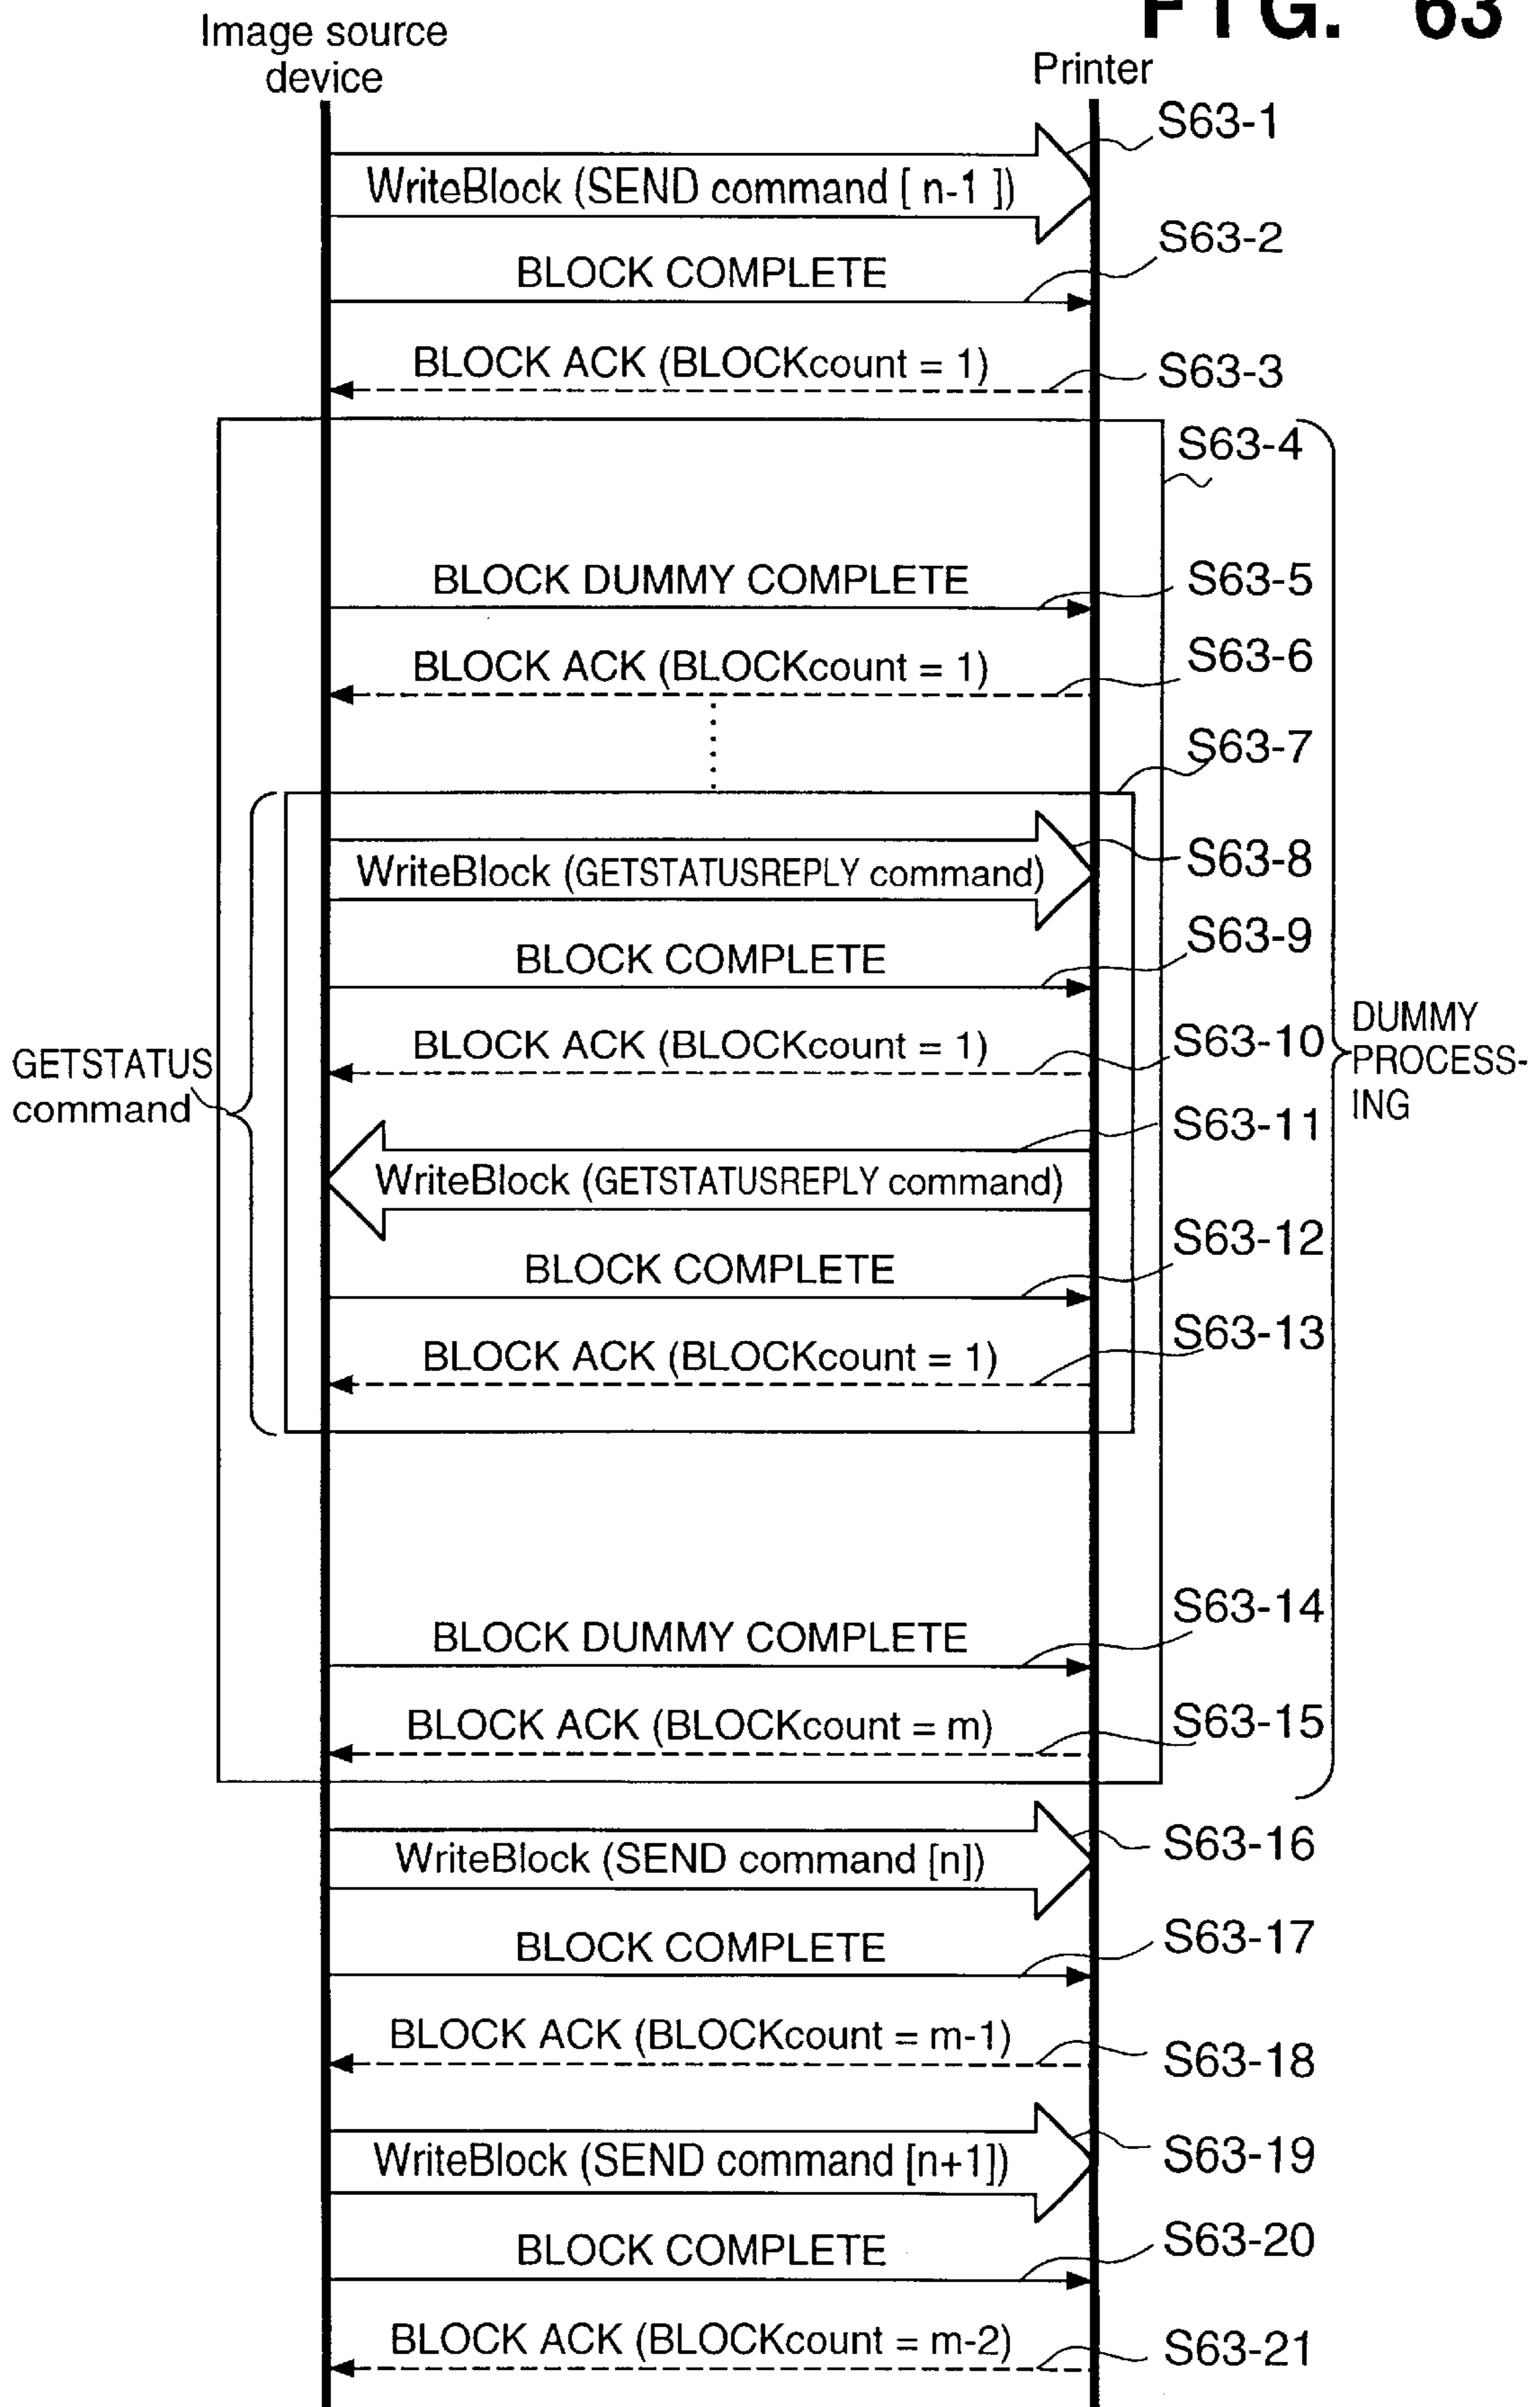 FIG. 63
Image source
device
Printer
S63-1
WriteBlock (SEND command [ n-1 ])
S63-2
BLOCK COMPLETE
BLOCK ACK (BLOCKcount = 1)
S63-3
S63-4
BLOCK DUMMY COMPLETE
S63-5
BLOCK ACK (BLOCKcount = 1)
S63-6
S63-7
WriteBlock (GETSTATUSREPLY command)
S63-8
S63-9
BLOCK COMPLETE
BLOCK ACK (BLOCKcount = 1)
S63-10
GETSTATUS
command
DUMMY
PROCESS-
ING
S63-11
WriteBlock (GETSTATUSREPLY command)
S63-12
BLOCK COMPLETE
S63-13
BLOCK ACK (BLOCKcount = 1)
S63-14
BLOCK DUMMY COMPLETE
BLOCK ACK (BLOCKcount = m)
S63-15
WriteBlock (SEND command [n])
S63-16
BLOCK COMPLETE
S63-17
BLOCK ACK (BLOCKcount = m-1)
S63-18
WriteBlock (SEND command [n+1])
S63-19
BLOCK COMPLETE
S63-20
BLOCK ACK (BLOCKcount = m-2)
S63-21